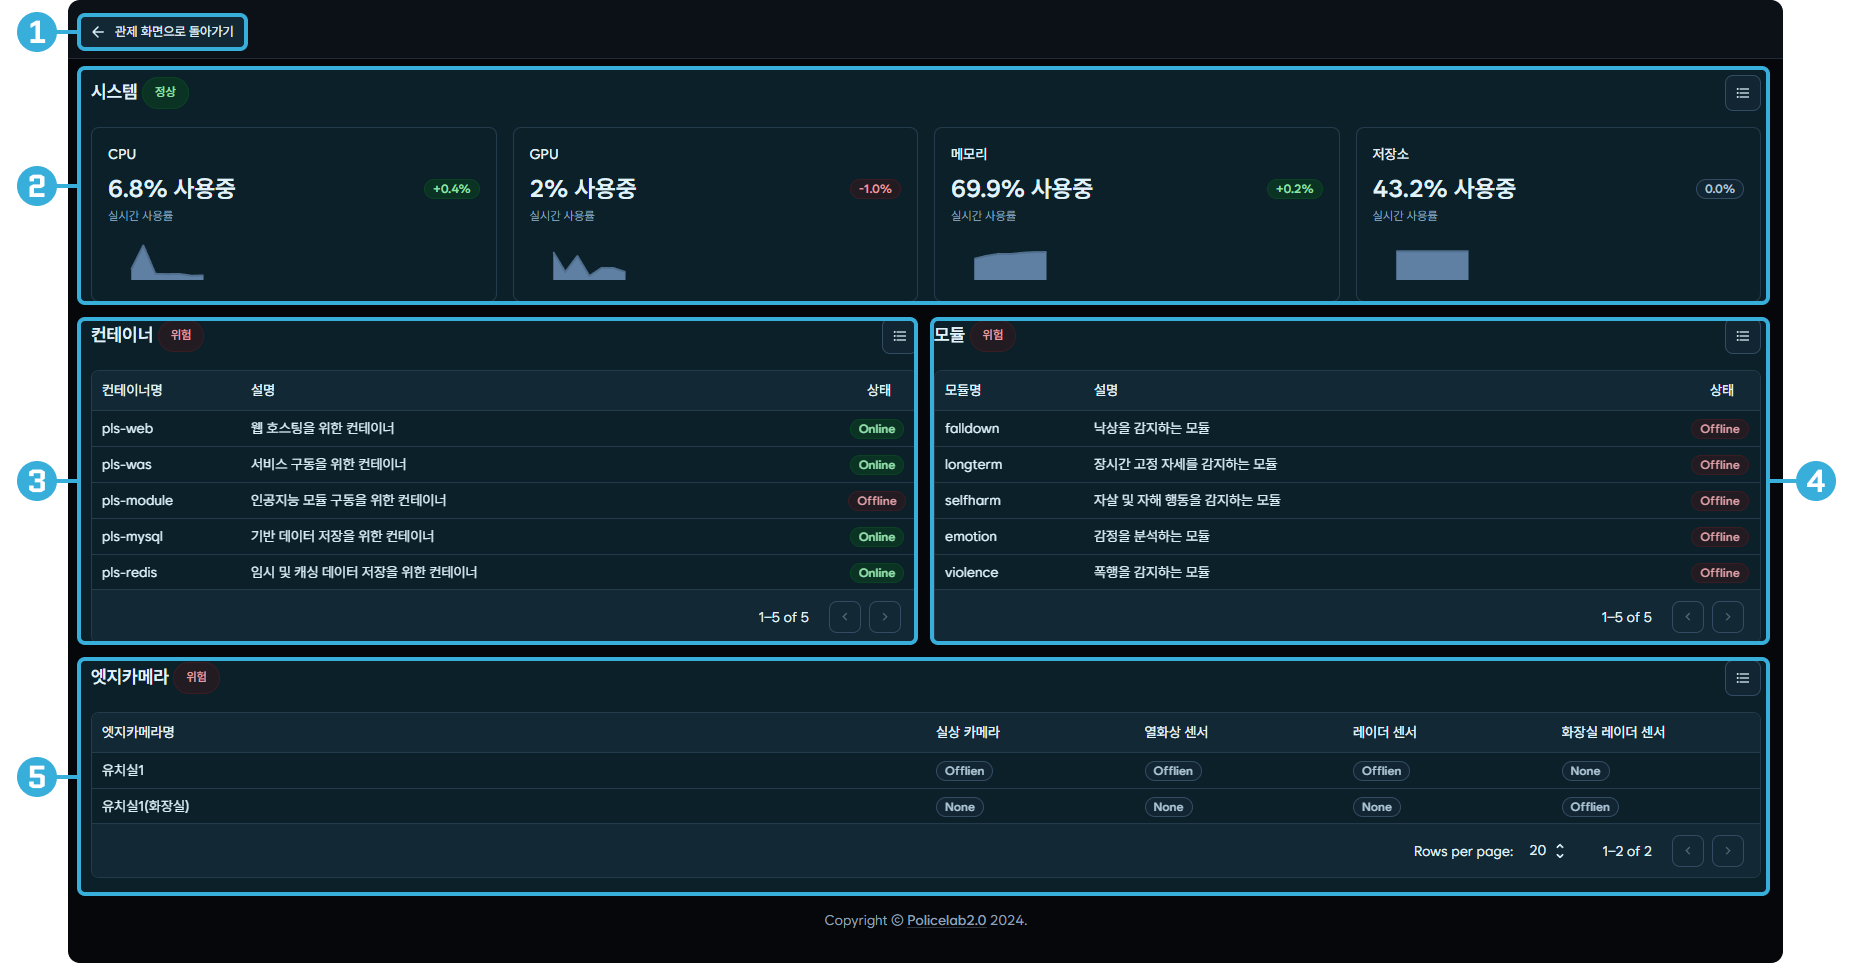 1
관제 화면으로 돌아가기
시스템 정상
2
CPU
6.8% 사용중 +0.4%
실시간 사용률
GPU
2% 사용중 -1.0%
실시간 사용률
메모리
69.9% 사용중 +0.2%
실시간 사용률
저장소
43.2% 사용중 0.0%
실시간 사용률
3
컨테이너 위험
컨테이너명 설명 상태
pls-web 웹 호스팅을 위한 컨테이너 Online
pls-was 서비스 구동을 위한 컨테이너 Online
pls-module 인공지능 모듈 구동을 위한 컨테이너 Offline
pls-mysql 기반 데이터 저장을 위한 컨테이너 Online
pls-redis 임시 및 캐싱 데이터 저장을 위한 컨테이너 Online
1–5 of 5
4
모듈 위험
모듈명 설명 상태
falldown 낙상을 감지하는 모듈 Offline
longterm 장시간 고정 자세를 감지하는 모듈 Offline
selfharm 자살 및 자해 행동을 감지하는 모듈 Offline
emotion 감정을 분석하는 모듈 Offline
violence 폭행을 감지하는 모듈 Offline
1–5 of 5
5
엣지카메라 위험
엣지카메라명 실상 카메라 열화상 센서 레이더 센서 화장실 레이더 센서
유치실1 Offlien Offlien Offlien None
유치실1(화장실) None None None Offlien
Rows per page: 20 1–2 of 2
Copyright © Policelab2.0 2024.